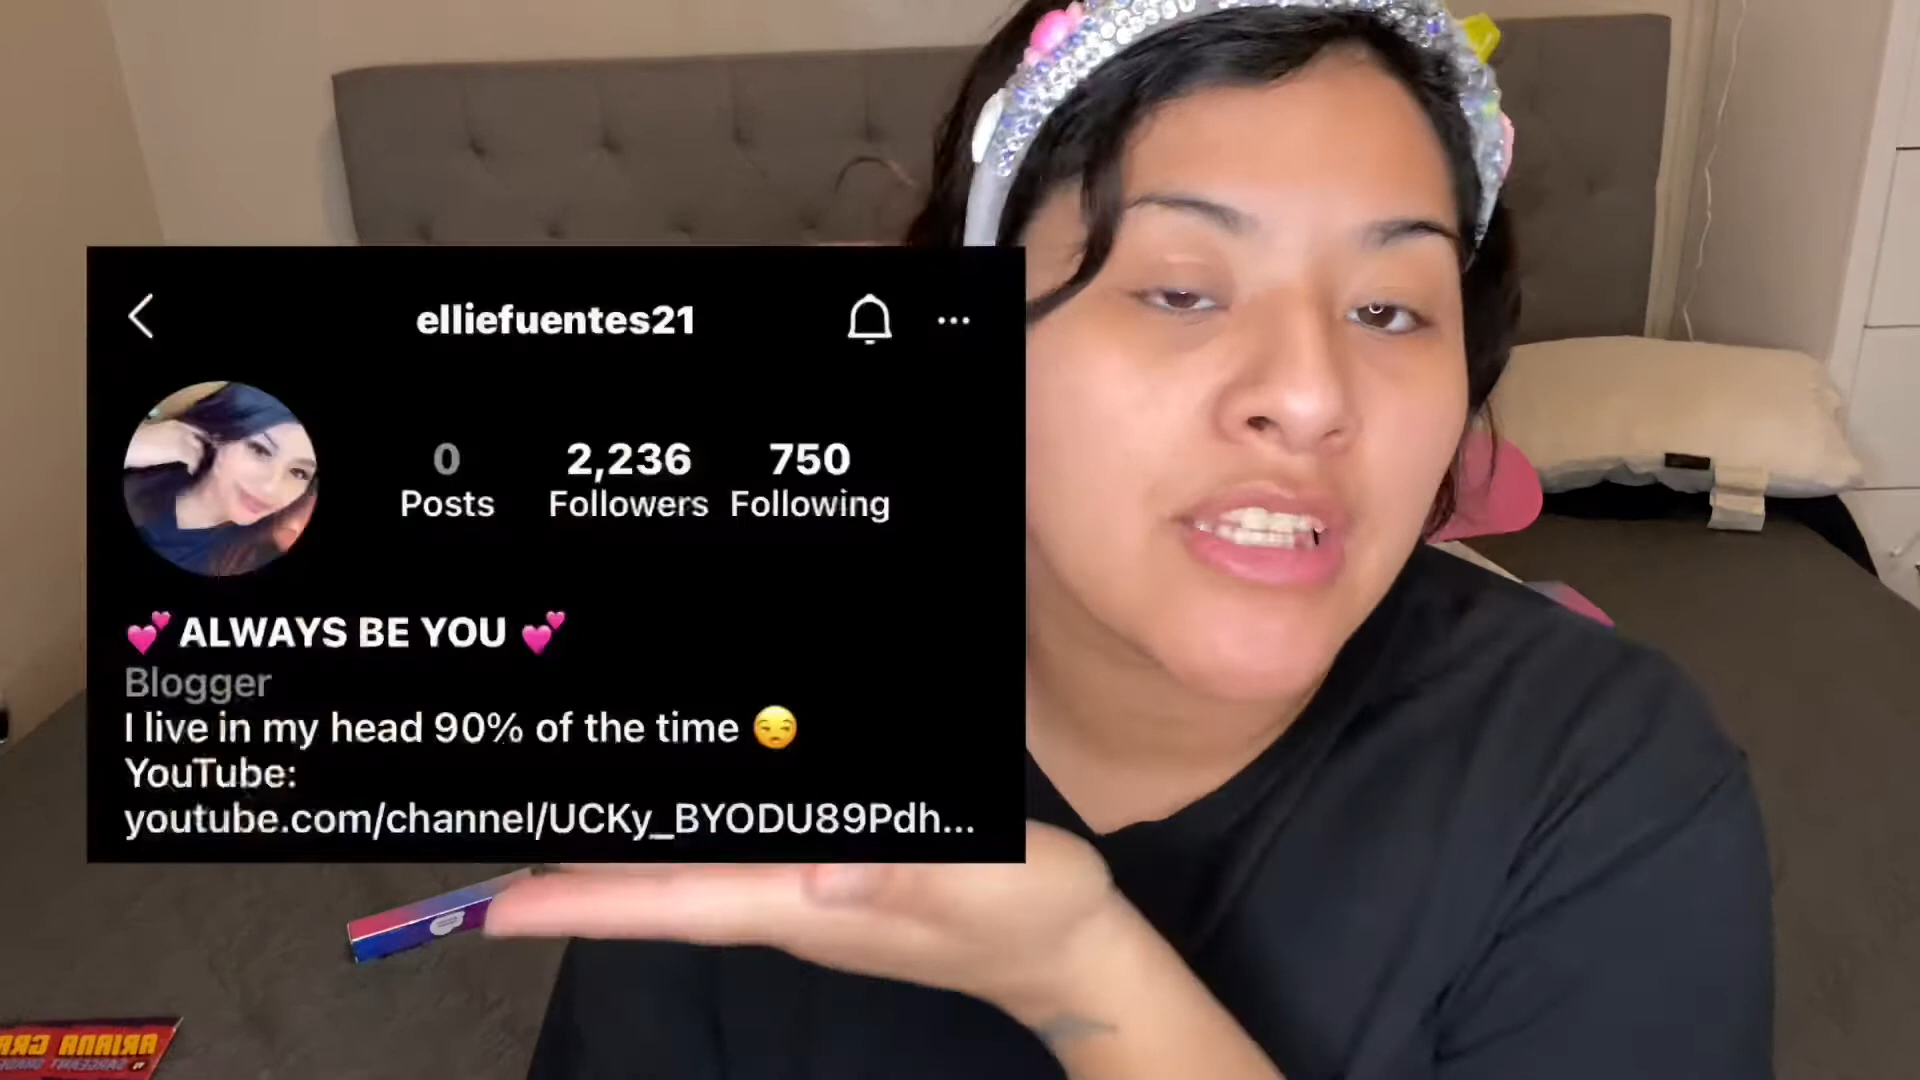 elliefuentes21
0 2,236 750
Posts Followers Following
💕 ALWAYS BE YOU 💕
Blogger
I live in my head 90% of the time 😒
YouTube:
youtube.com/channel/UCKy_BYODU89Pdh...
ARIANA